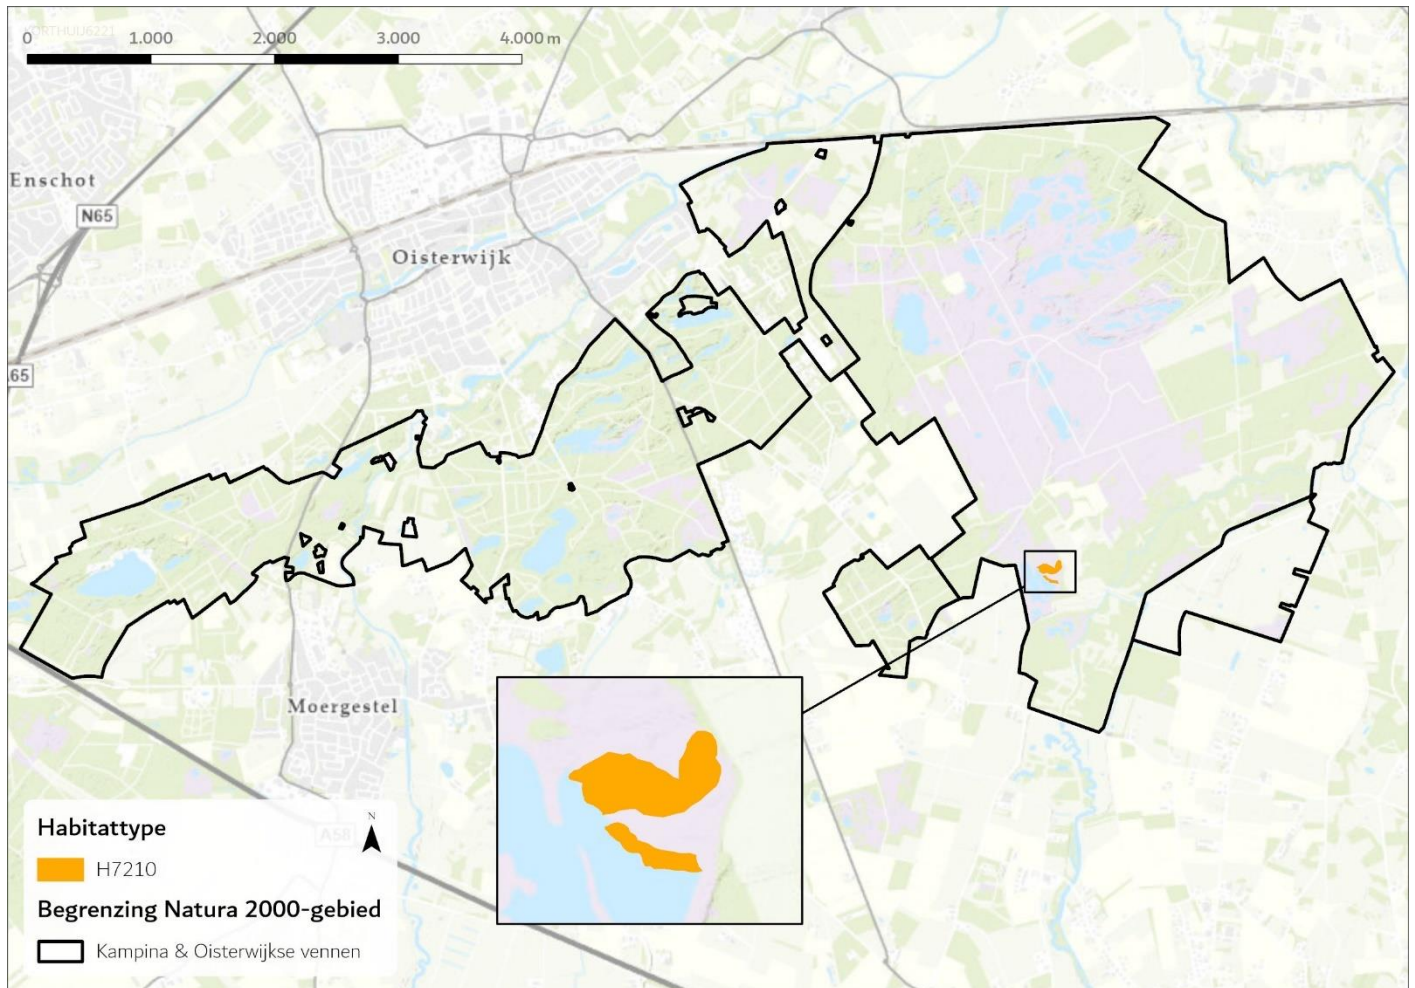 ORTHUU6221
0 1.000 2.000 3.000 4.000 m
Enschot
N65
Oisterwijk
65
Moergestel
A58
Habitattype
N
H7210
Begrenzing Natura 2000-gebied
Kampina & Oisterwijkse vennen